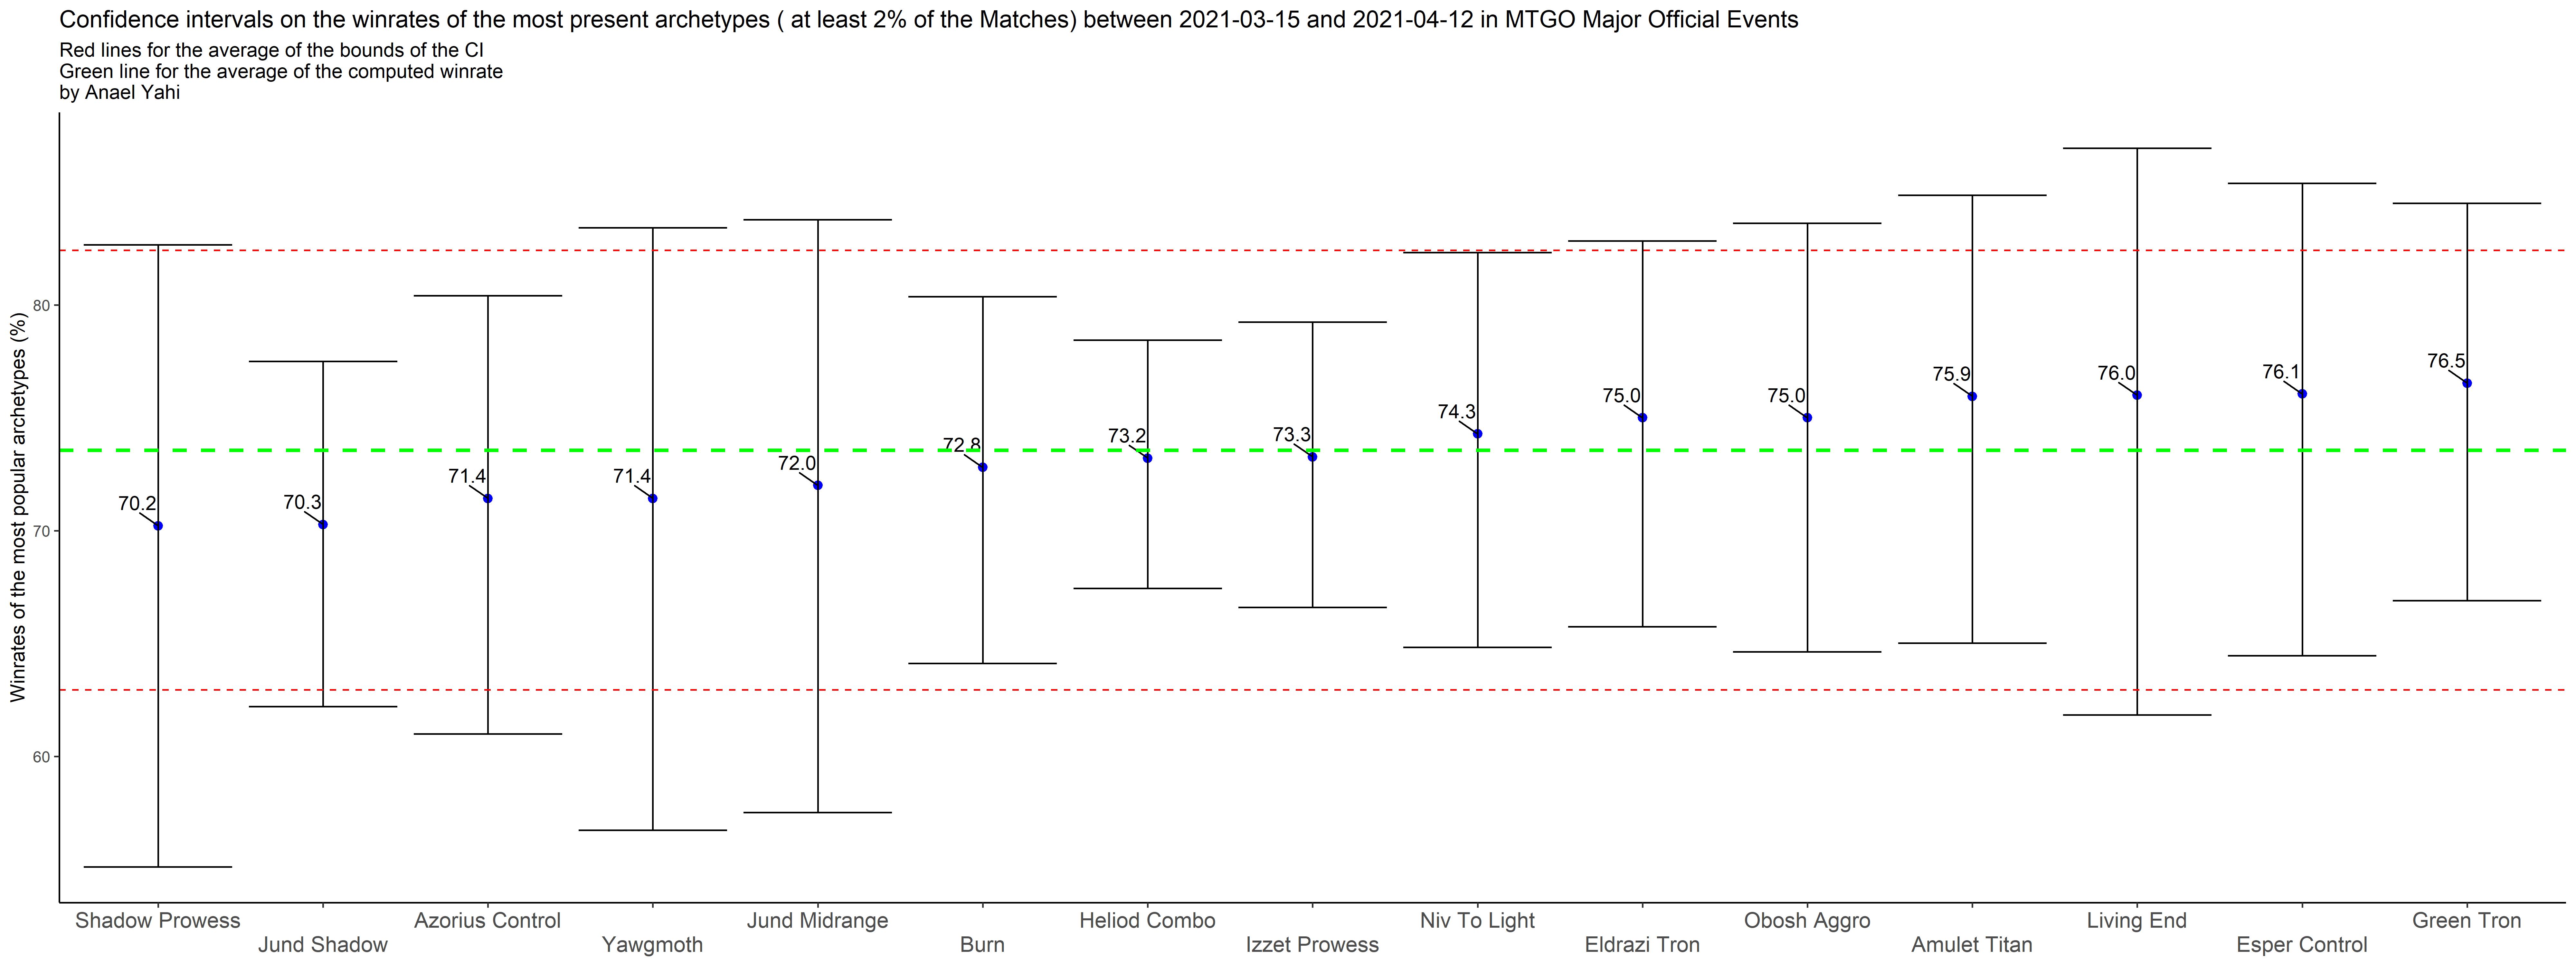 Confidence intervals on the winrates of the most present archetypes ( at least 2% of the Matches) between 2021-03-15 and 2021-04-12 in MTGO Major Official Events
Red lines for the average of the bounds of the CI
Green line for the average of the computed winrate
by Anael Yahi
Winrates of the most popular archetypes (%)
80
70
60
70.2
70.3
71.4
71.4
72.0
72.8
73.2
73.3
74.3
75.0
75.0
75.9
76.0
76.1
76.5
Shadow Prowess
Jund Shadow
Azorius Control
Yawgmoth
Jund Midrange
Burn
Heliod Combo
Izzet Prowess
Niv To Light
Eldrazi Tron
Obosh Aggro
Amulet Titan
Living End
Esper Control
Green Tron